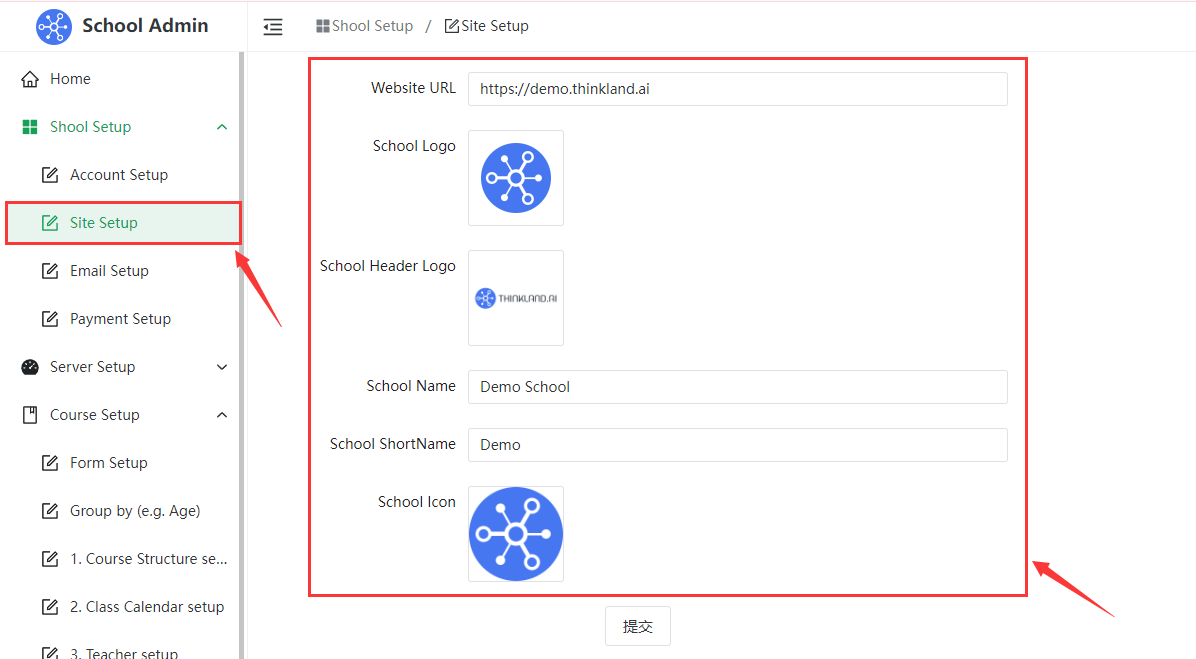 School Admin
Shool Setup / Site Setup
Home
Shool Setup
Account Setup
Site Setup
Email Setup
Payment Setup
Server Setup
Course Setup
Form Setup
Group by (e.g. Age)
1. Course Structure se...
2. Class Calendar setup
3. Teacher setup
Website URL https://demo.thinkland.ai
School Logo
School Header Logo
THINKLAND.AI
School Name Demo School
School ShortName Demo
School Icon
提交